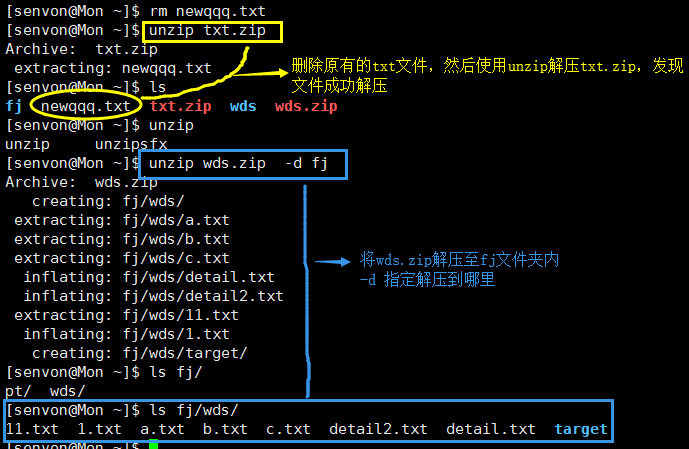 [senvon@Mon ~]$ rm newqqq.txt
[senvon@Mon ~]$ unzip txt.zip
Archive:  txt.zip
 extracting: newqqq.txt
[senvon@Mon ~]$ ls
fj  newqqq.txt  txt.zip  wds  wds.zip
删除原有的txt文件，然后使用unzip解压txt.zip，发现
文件成功解压
[senvon@Mon ~]$ unzip
unzip     unzipsfx
[senvon@Mon ~]$ unzip wds.zip  -d fj
Archive:  wds.zip
   creating: fj/wds/
 extracting: fj/wds/a.txt
 extracting: fj/wds/b.txt
 extracting: fj/wds/c.txt
  inflating: fj/wds/detail.txt
  inflating: fj/wds/detail2.txt
 extracting: fj/wds/11.txt
  inflating: fj/wds/1.txt
   creating: fj/wds/target/
将wds.zip解压至fj文件夹内
-d 指定解压到哪里
[senvon@Mon ~]$ ls fj/
pt/  wds/
[senvon@Mon ~]$ ls fj/wds/
11.txt  1.txt  a.txt  b.txt  c.txt  detail2.txt  detail.txt  target
[senvon@Mon ~]$